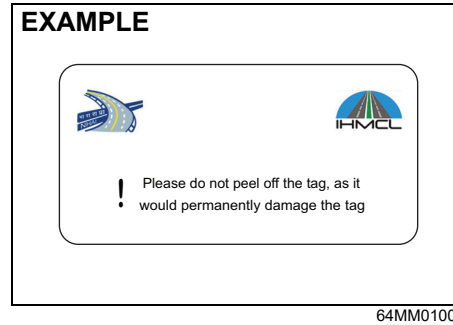 EXAMPLE
IHMCL
! Please do not peel off the tag, as it
would permanently damage the tag
64MM0100